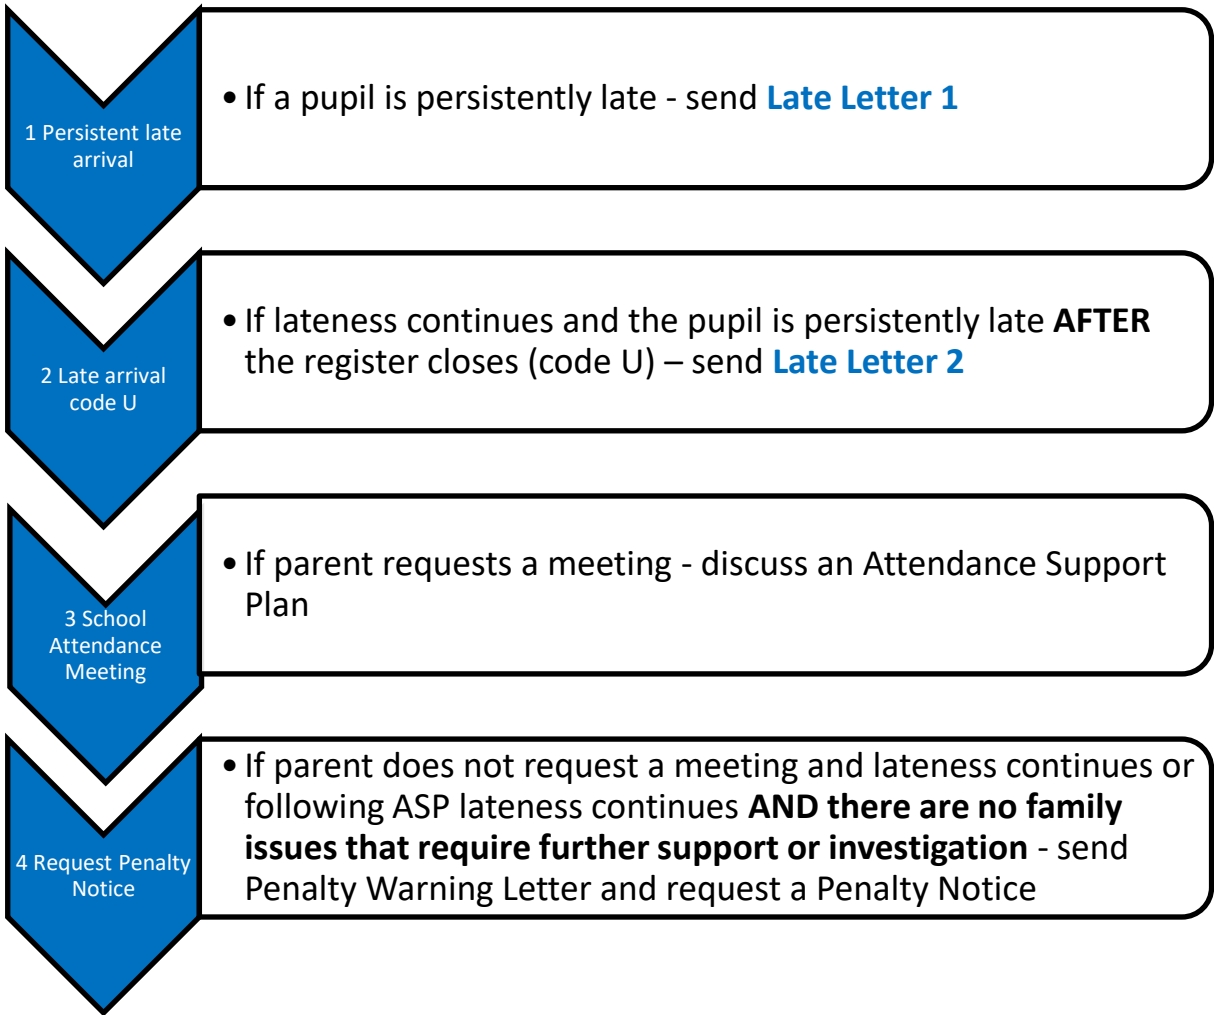 1 Persistent late
arrival
• If a pupil is persistently late - send Late Letter 1
2 Late arrival
code U
• If lateness continues and the pupil is persistently late AFTER
the register closes (code U) – send Late Letter 2
3 School
Attendance
Meeting
• If parent requests a meeting - discuss an Attendance Support
Plan
4 Request Penalty
Notice
• If parent does not request a meeting and lateness continues or
following ASP lateness continues AND there are no family
issues that require further support or investigation - send
Penalty Warning Letter and request a Penalty Notice